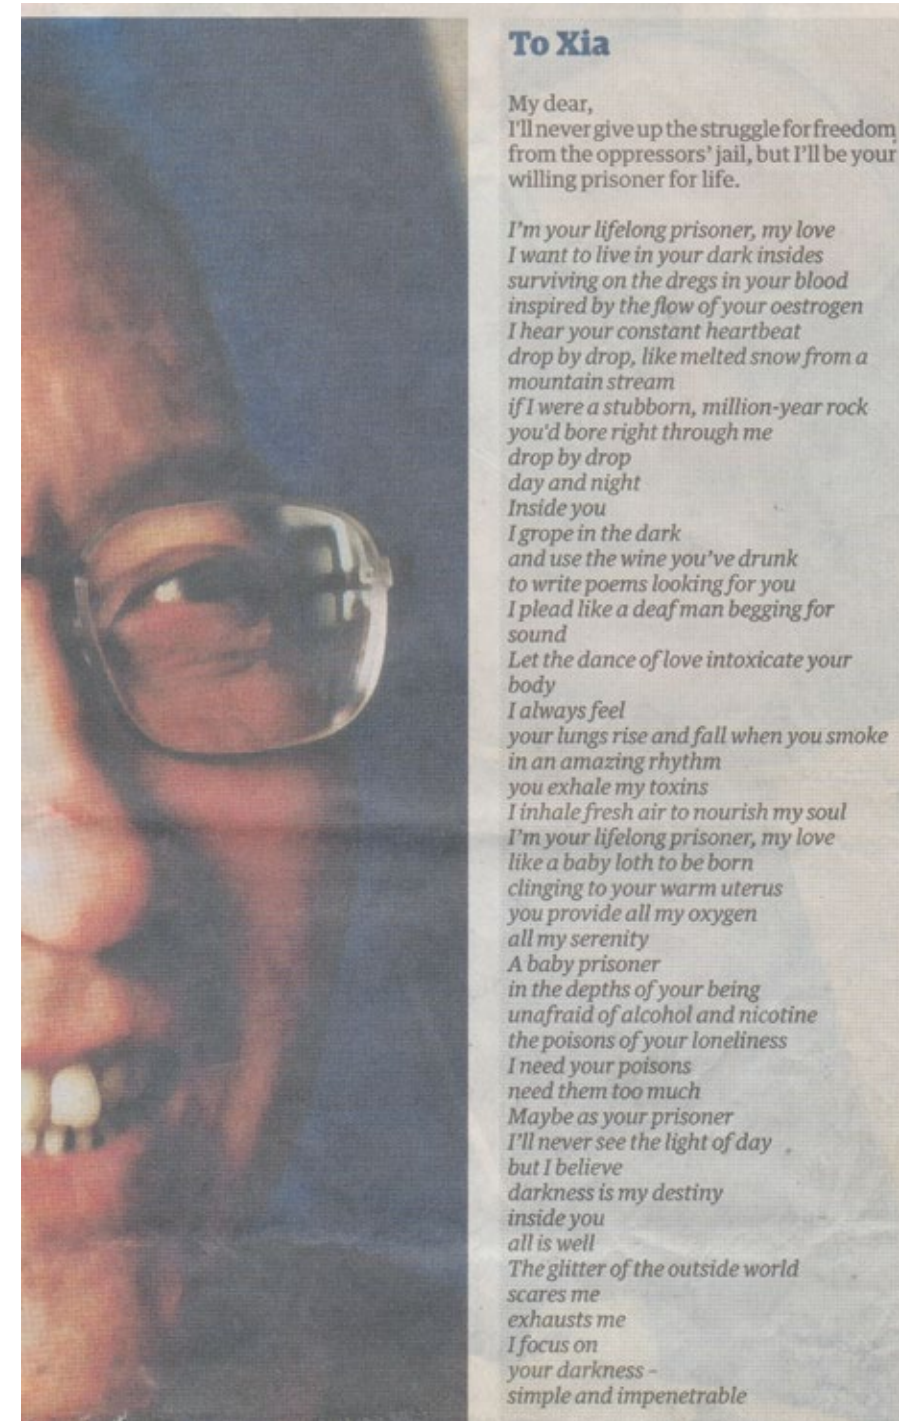 To Xia
My dear,
I'll never give up the struggle for freedom
from the oppressors' jail, but I'll be your
willing prisoner for life.
I'm your lifelong prisoner, my love
I want to live in your dark insides
surviving on the dregs in your blood
inspired by the flow of your oestrogen
I hear your constant heartbeat
drop by drop, like melted snow from a
mountain stream
if I were a stubborn, million-year rock
you'd bore right through me
drop by drop
day and night
Inside you
I grope in the dark
and use the wine you've drunk
to write poems looking for you
I plead like a deaf man begging for
sound
Let the dance of love intoxicate your
body
I always feel
your lungs rise and fall when you smoke
in an amazing rhythm
you exhale my toxins
I inhale fresh air to nourish my soul
I'm your lifelong prisoner, my love
like a baby loth to be born
clinging to your warm uterus
you provide all my oxygen
all my serenity
A baby prisoner
in the depths of your being
unafraid of alcohol and nicotine
the poisons of your loneliness
I need your poisons
need them too much
Maybe as your prisoner
I'll never see the light of day
but I believe
darkness is my destiny
inside you
all is well
The glitter of the outside world
scares me
exhausts me
I focus on
your darkness –
simple and impenetrable